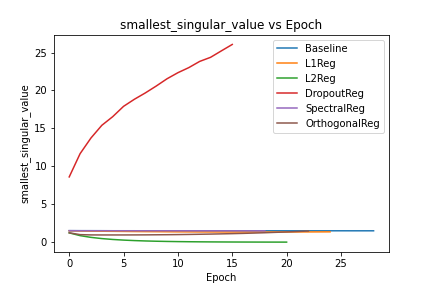 smallest_singular_value vs Epoch
smallest_singular_value
25
20
15
10
5
0
Baseline
L1Reg
L2Reg
DropoutReg
SpectralReg
OrthogonalReg
0 5 10 15 20 25
Epoch